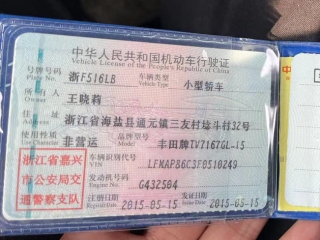 中华人民共和国机动车行驶证
Vehicle License of the People's Republic of China
号牌号码 浙F516LB 车辆类型 小型轿车
Plate No. Vehicle Type
所有人 王晓莉
Owner
住址 浙江省海盐县通元镇三友村埝斗村32号
Address
使用性质 非营运 品牌型号 丰田牌TV7167GL-i5
Use Character Model
浙江省嘉兴
市公安局交
通警察支队
车辆识别代号 LFMAP86C3F0510249
VIN
发动机号码 G432504
Engine No.
注册日期 2015-05-15 发证日期 2015-05-15
Register Date Issue Date